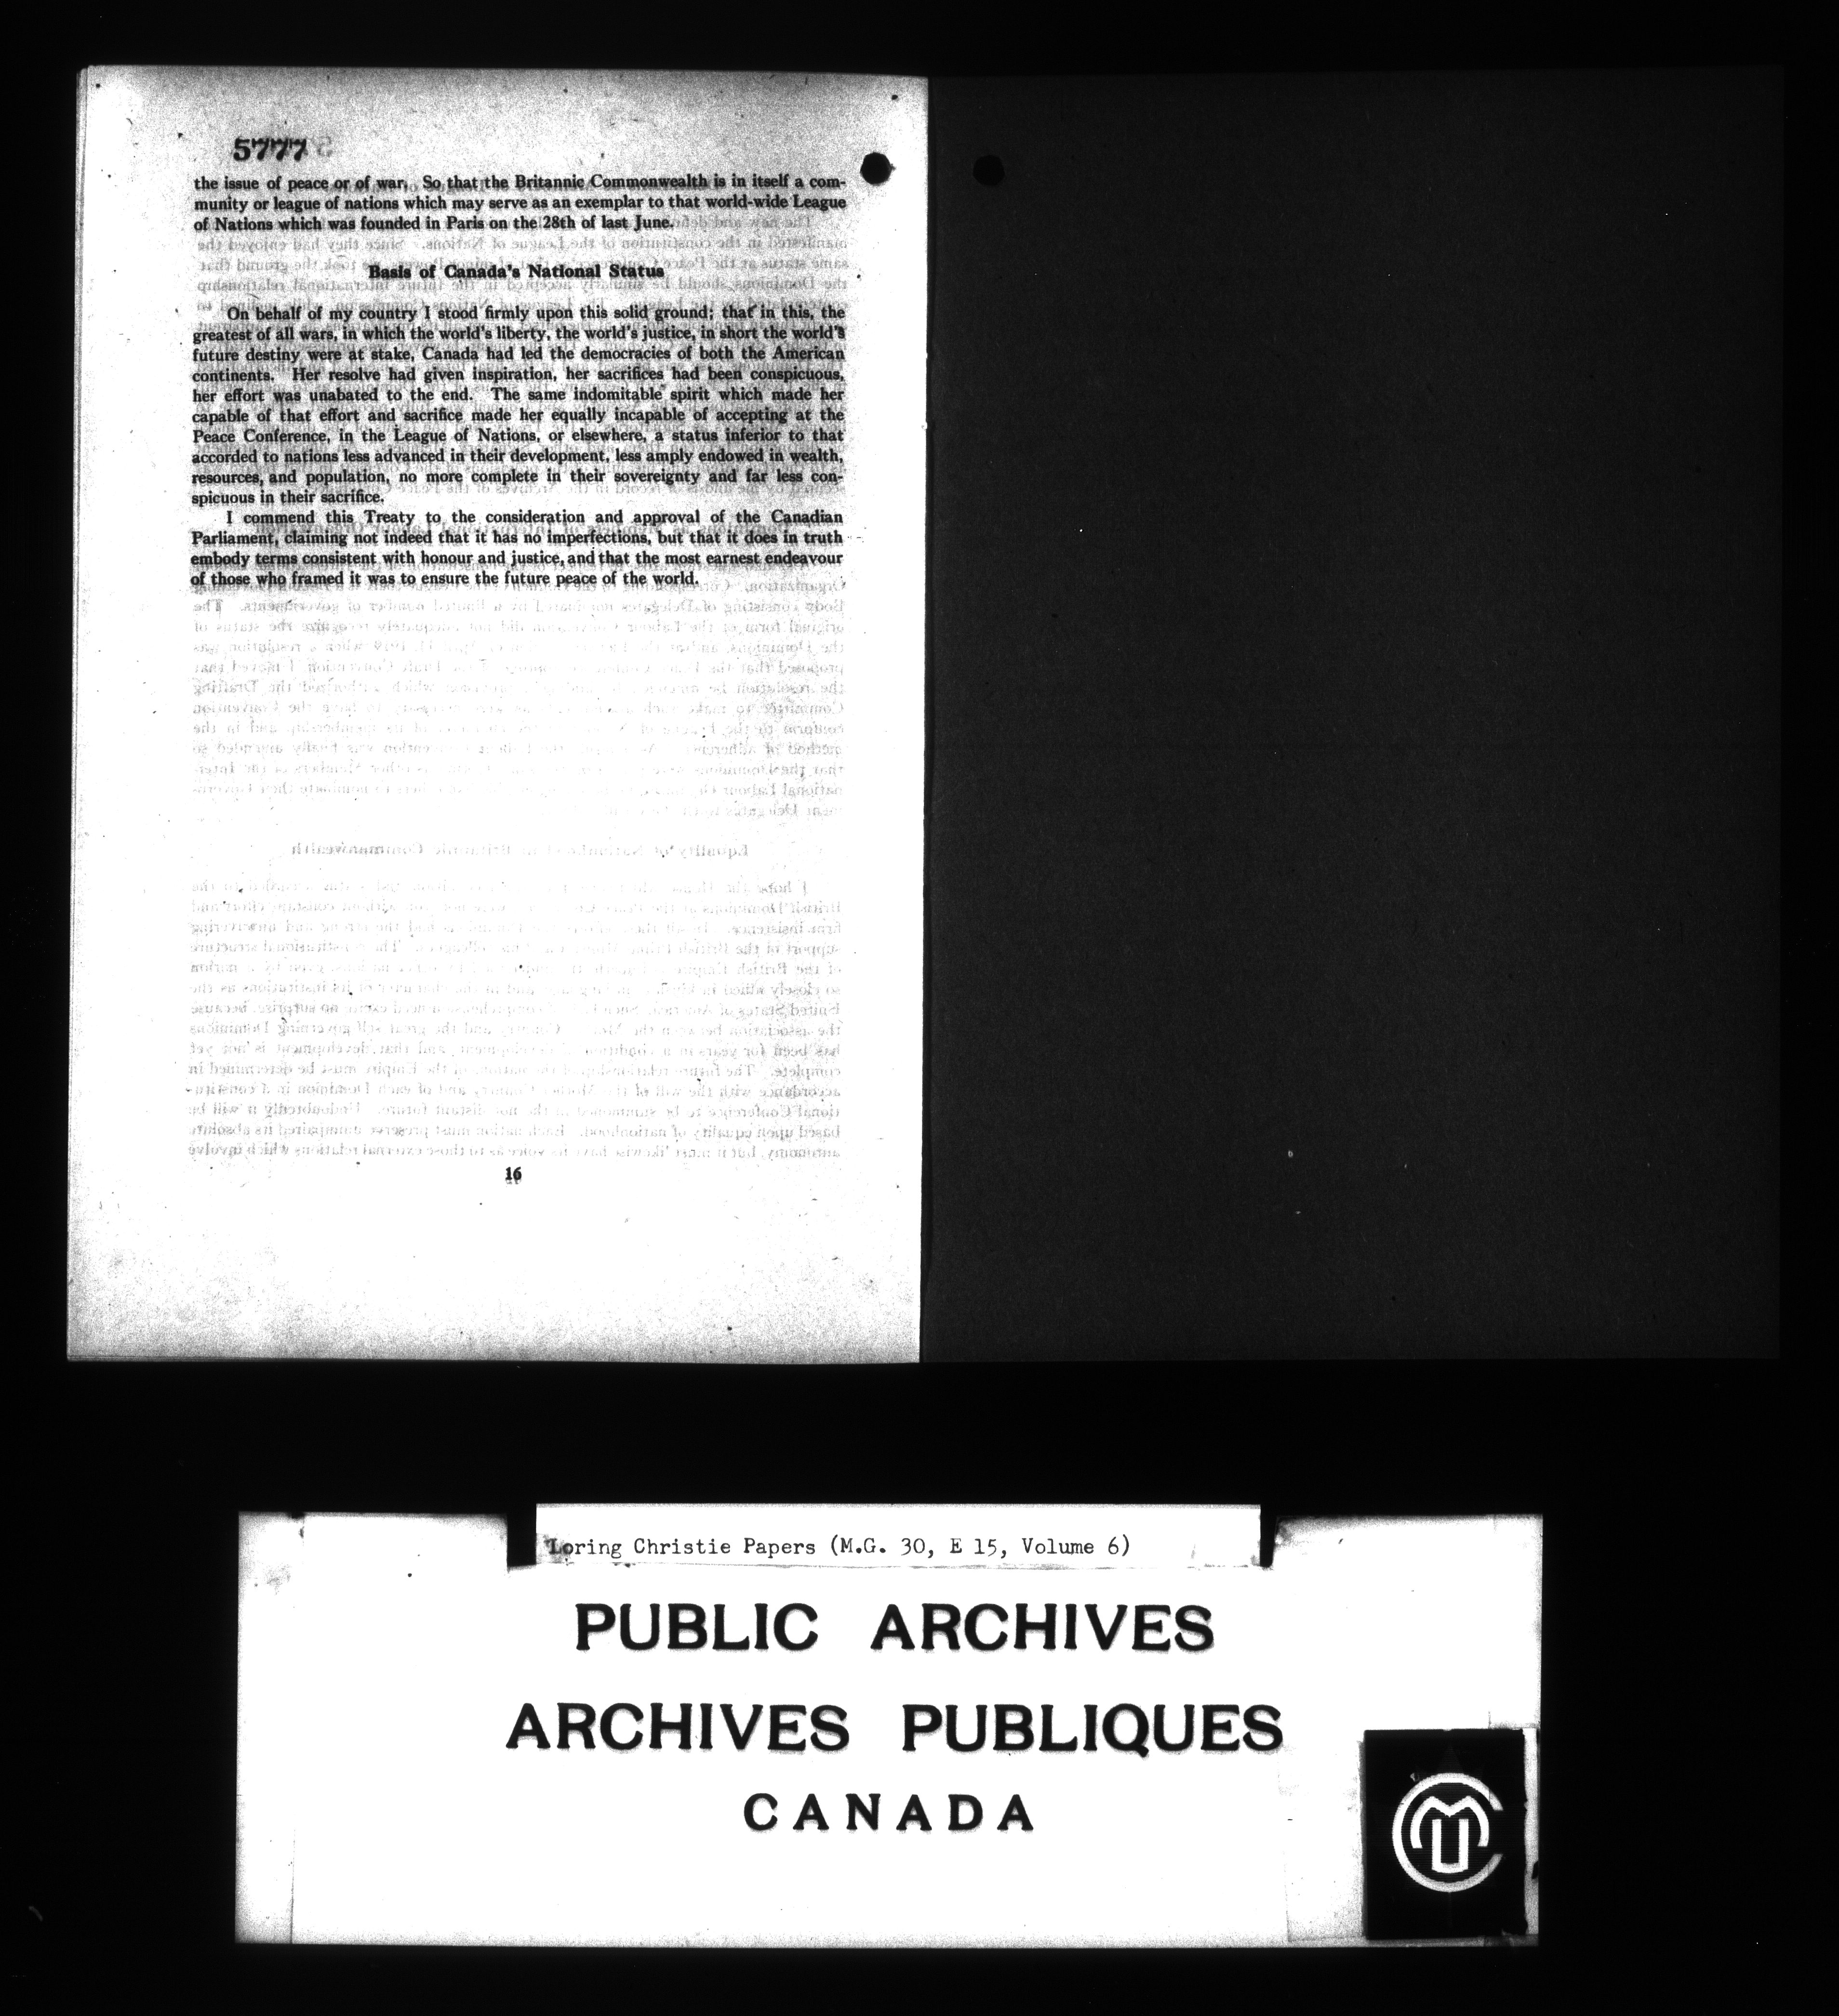 5777
the issue of peace or of war. So that the Britannic Commonwealth is in itself a com-
munity or league of nations which may serve as an exemplar to that world-wide League
of Nations which was founded in Paris on the 28th of last June.
Basis of Canada's National Status
On behalf of my country I stood firmly upon this solid ground; that in this, the
greatest of all wars, in which the world's liberty, the world's justice, in short the world's
future destiny were at stake, Canada had led the democracies of both the American
continents. Her resolve had given inspiration, her sacrifices had been conspicuous,
her effort was unabated to the end. The same indomitable spirit which made her
capable of that effort and sacrifice made her equally incapable of accepting at the
Peace Conference, in the League of Nations, or elsewhere, a status inferior to that
accorded to nations less advanced in their development, less amply endowed in wealth,
resources, and population, no more complete in their sovereignty and far less con-
spicuous in their sacrifice.
I commend this Treaty to the consideration and approval of the Canadian
Parliament, claiming not indeed that it has no imperfections, but that it does in truth
embody terms consistent with honour and justice, and that the most earnest endeavour
of those who framed it was to ensure the future peace of the world.
16
Loring Christie Papers (M.G. 30, E 15, Volume 6)
PUBLIC ARCHIVES
ARCHIVES PUBLIQUES
CANADA